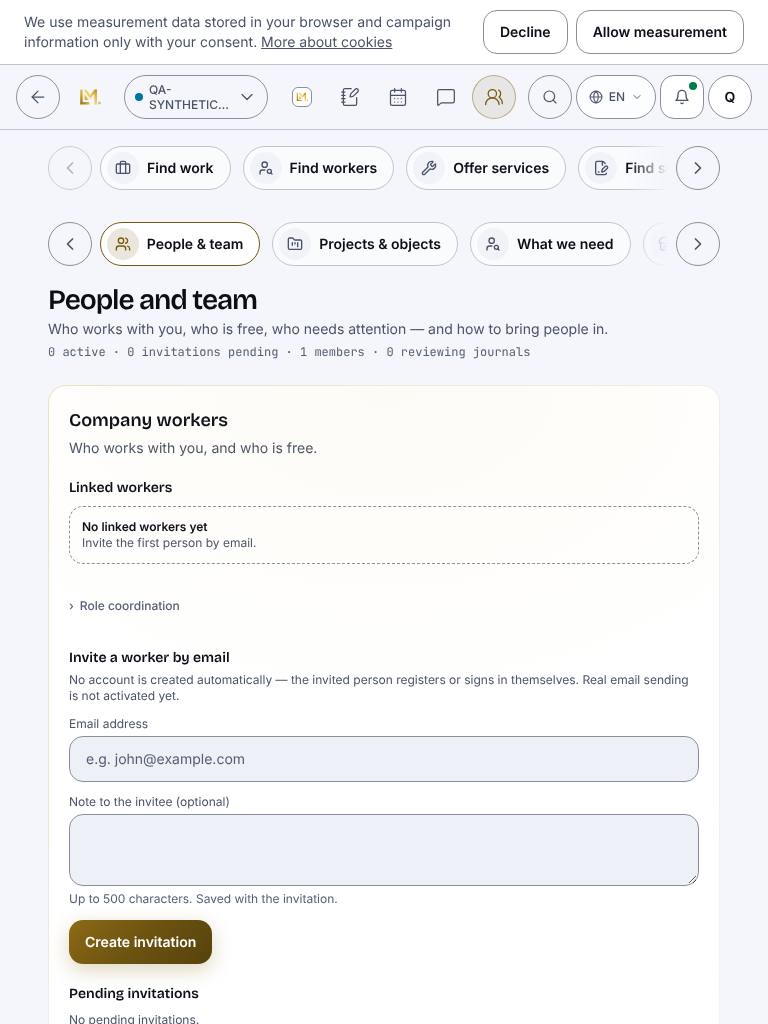 We use measurement data stored in your browser and campaign
information only with your consent. More about cookies
Decline
Allow measurement
LM.
QA-
SYNTHETIC...
LM.
EN
Q
Find work
Find workers
Offer services
Find s
People & team
Projects & objects
What we need
People and team
Who works with you, who is free, who needs attention — and how to bring people in.
0 active · 0 invitations pending · 1 members · 0 reviewing journals
Company workers
Who works with you, and who is free.
Linked workers
No linked workers yet
Invite the first person by email.
› Role coordination
Invite a worker by email
No account is created automatically — the invited person registers or signs in themselves. Real email sending
is not activated yet.
Email address
e.g. john@example.com
Note to the invitee (optional)
Up to 500 characters. Saved with the invitation.
Create invitation
Pending invitations
No pending invitations.